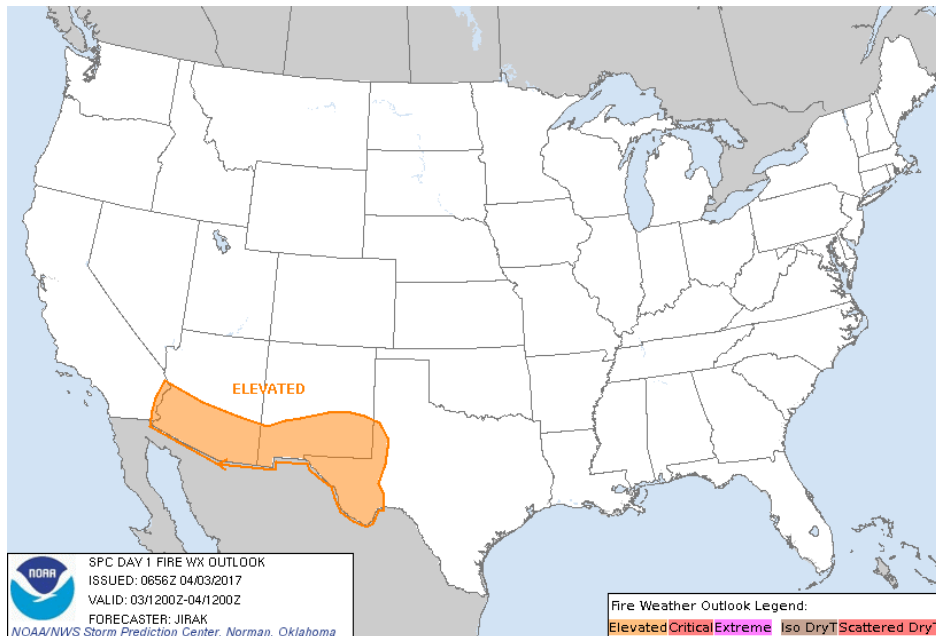 ELEVATED
NOAA
SPC DAY 1 FIRE WX OUTLOOK
ISSUED: 0656Z 04/03/2017
VALID: 03/1200Z-04/1200Z
FORECASTER: JIRAK
NOAA/NWS Storm Prediction Center, Norman, Oklahoma
Fire Weather Outlook Legend:
Elevated Critical Extreme Iso DryT Scattered DryT